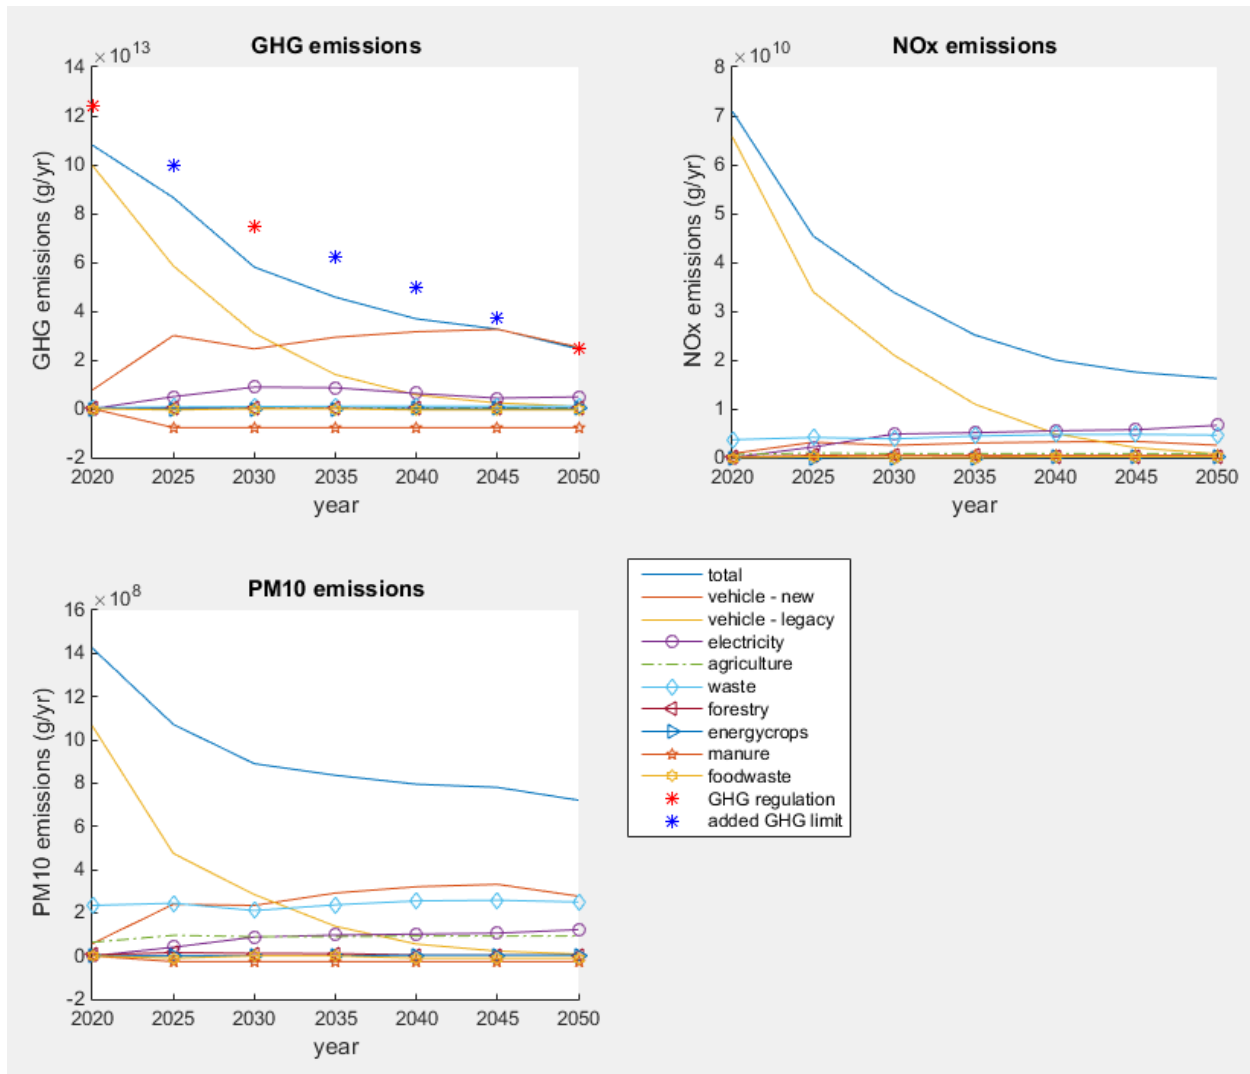 GHG emissions
×10^13
14
12
10
8
6
4
2
0
-2
GHG emissions (g/yr)
2020 2025 2030 2035 2040 2045 2050
year
NOx emissions
×10^10
8
7
6
5
4
3
2
1
0
NOx emissions (g/yr)
2020 2025 2030 2035 2040 2045 2050
year
PM10 emissions
×10^8
16
14
12
10
8
6
4
2
0
-2
PM10 emissions (g/yr)
2020 2025 2030 2035 2040 2045 2050
year
total
vehicle - new
vehicle - legacy
electricity
agriculture
waste
forestry
energycrops
manure
foodwaste
GHG regulation
added GHG limit